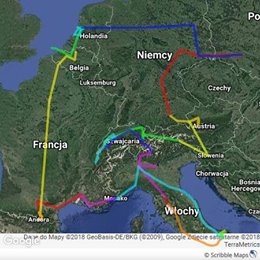 Holandia
Po
Niemcy
Belgia
Luksemburg
Czechy
Austria
Francja
Szwajcaria
Słowenia
Chorwacja
Bośnia i
Hercegowina
Monako
Włochy
Andora
Google
Dane do Mapy ©2018 GeoBasis-DE/BKG (©2009), Google Zdjęcie satelitarne ©2018
TerraMetrics
© Scribble Maps